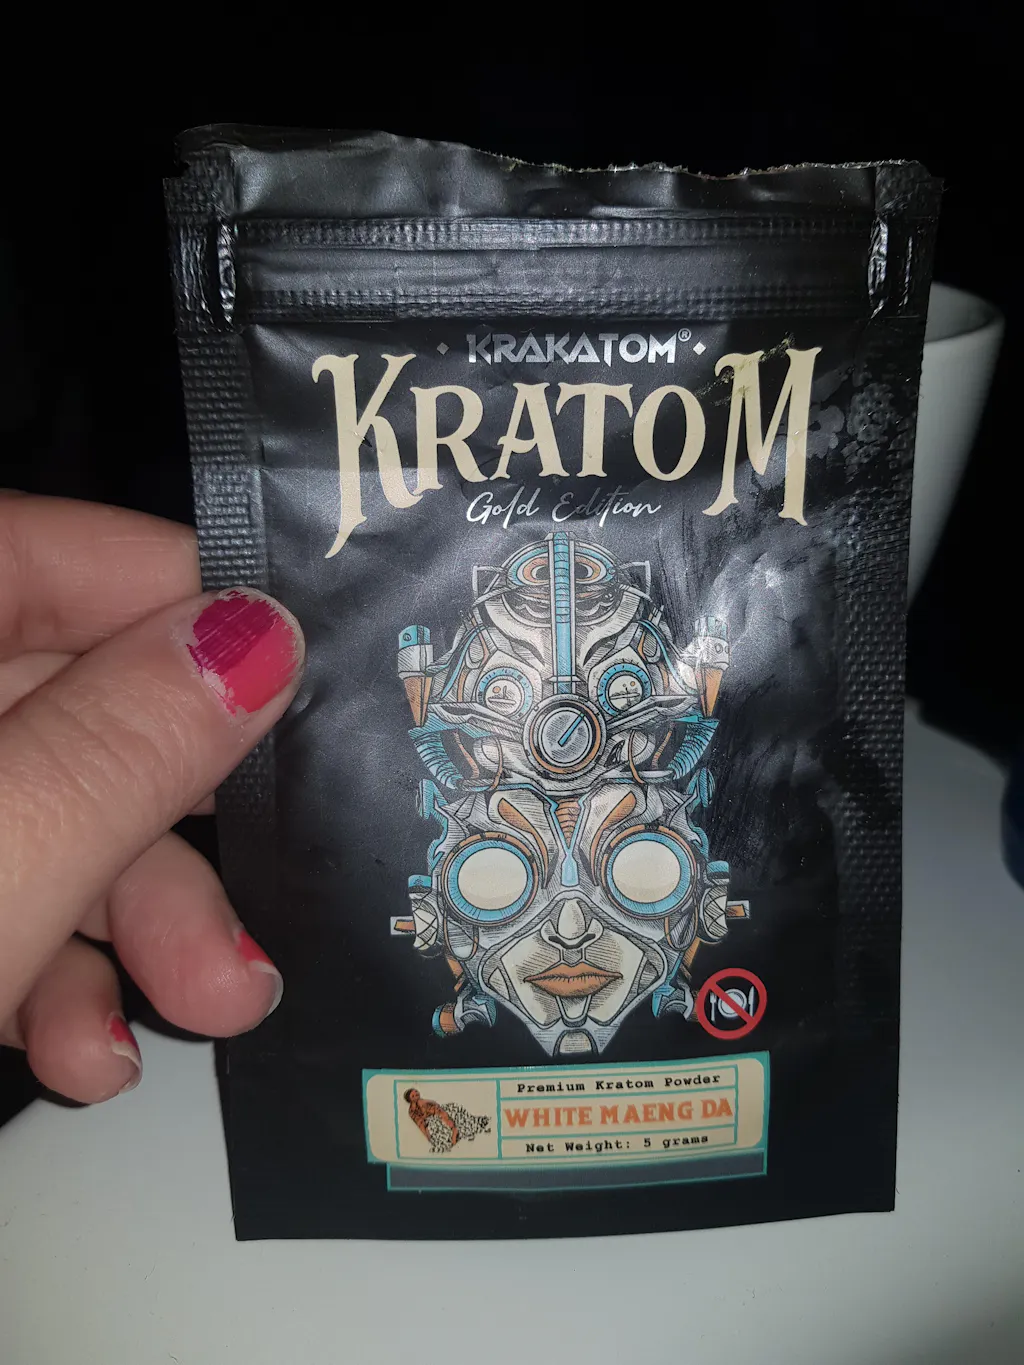 KRAKATOM®
KRATOM
Gold Edition
Premium Kratom Powder
WHITE MAENG DA
Net Weight: 5 grams